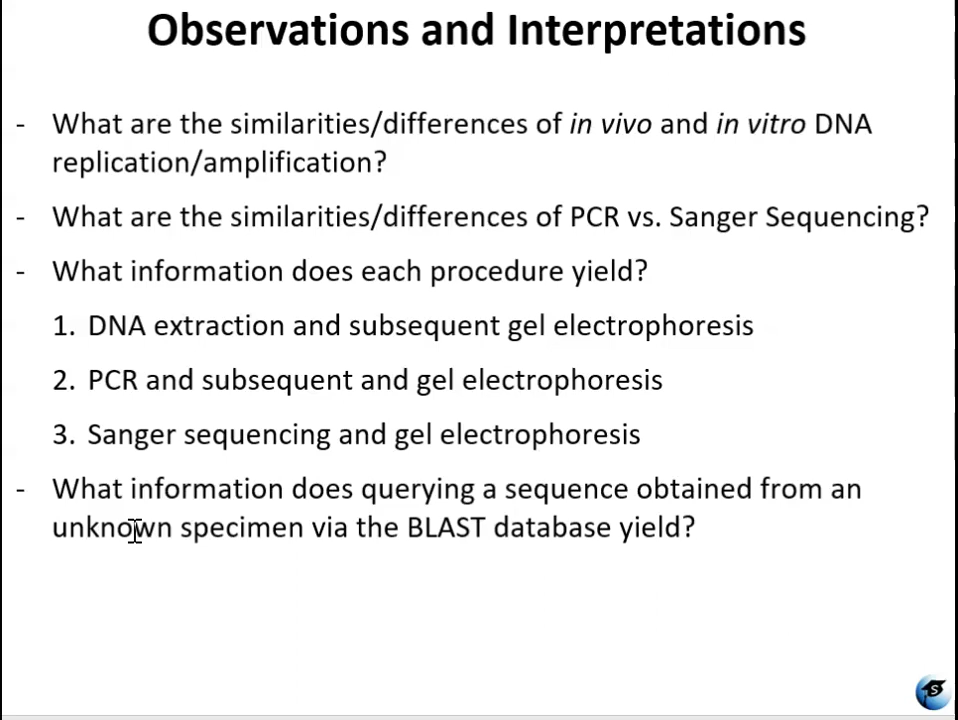 Observations and Interpretations
- What are the similarities/differences of in vivo and in vitro DNA
replication/amplification?
- What are the similarities/differences of PCR vs. Sanger Sequencing?
- What information does each procedure yield?
1. DNA extraction and subsequent gel electrophoresis
2. PCR and subsequent and gel electrophoresis
3. Sanger sequencing and gel electrophoresis
- What information does querying a sequence obtained from an
unknown specimen via the BLAST database yield?
S